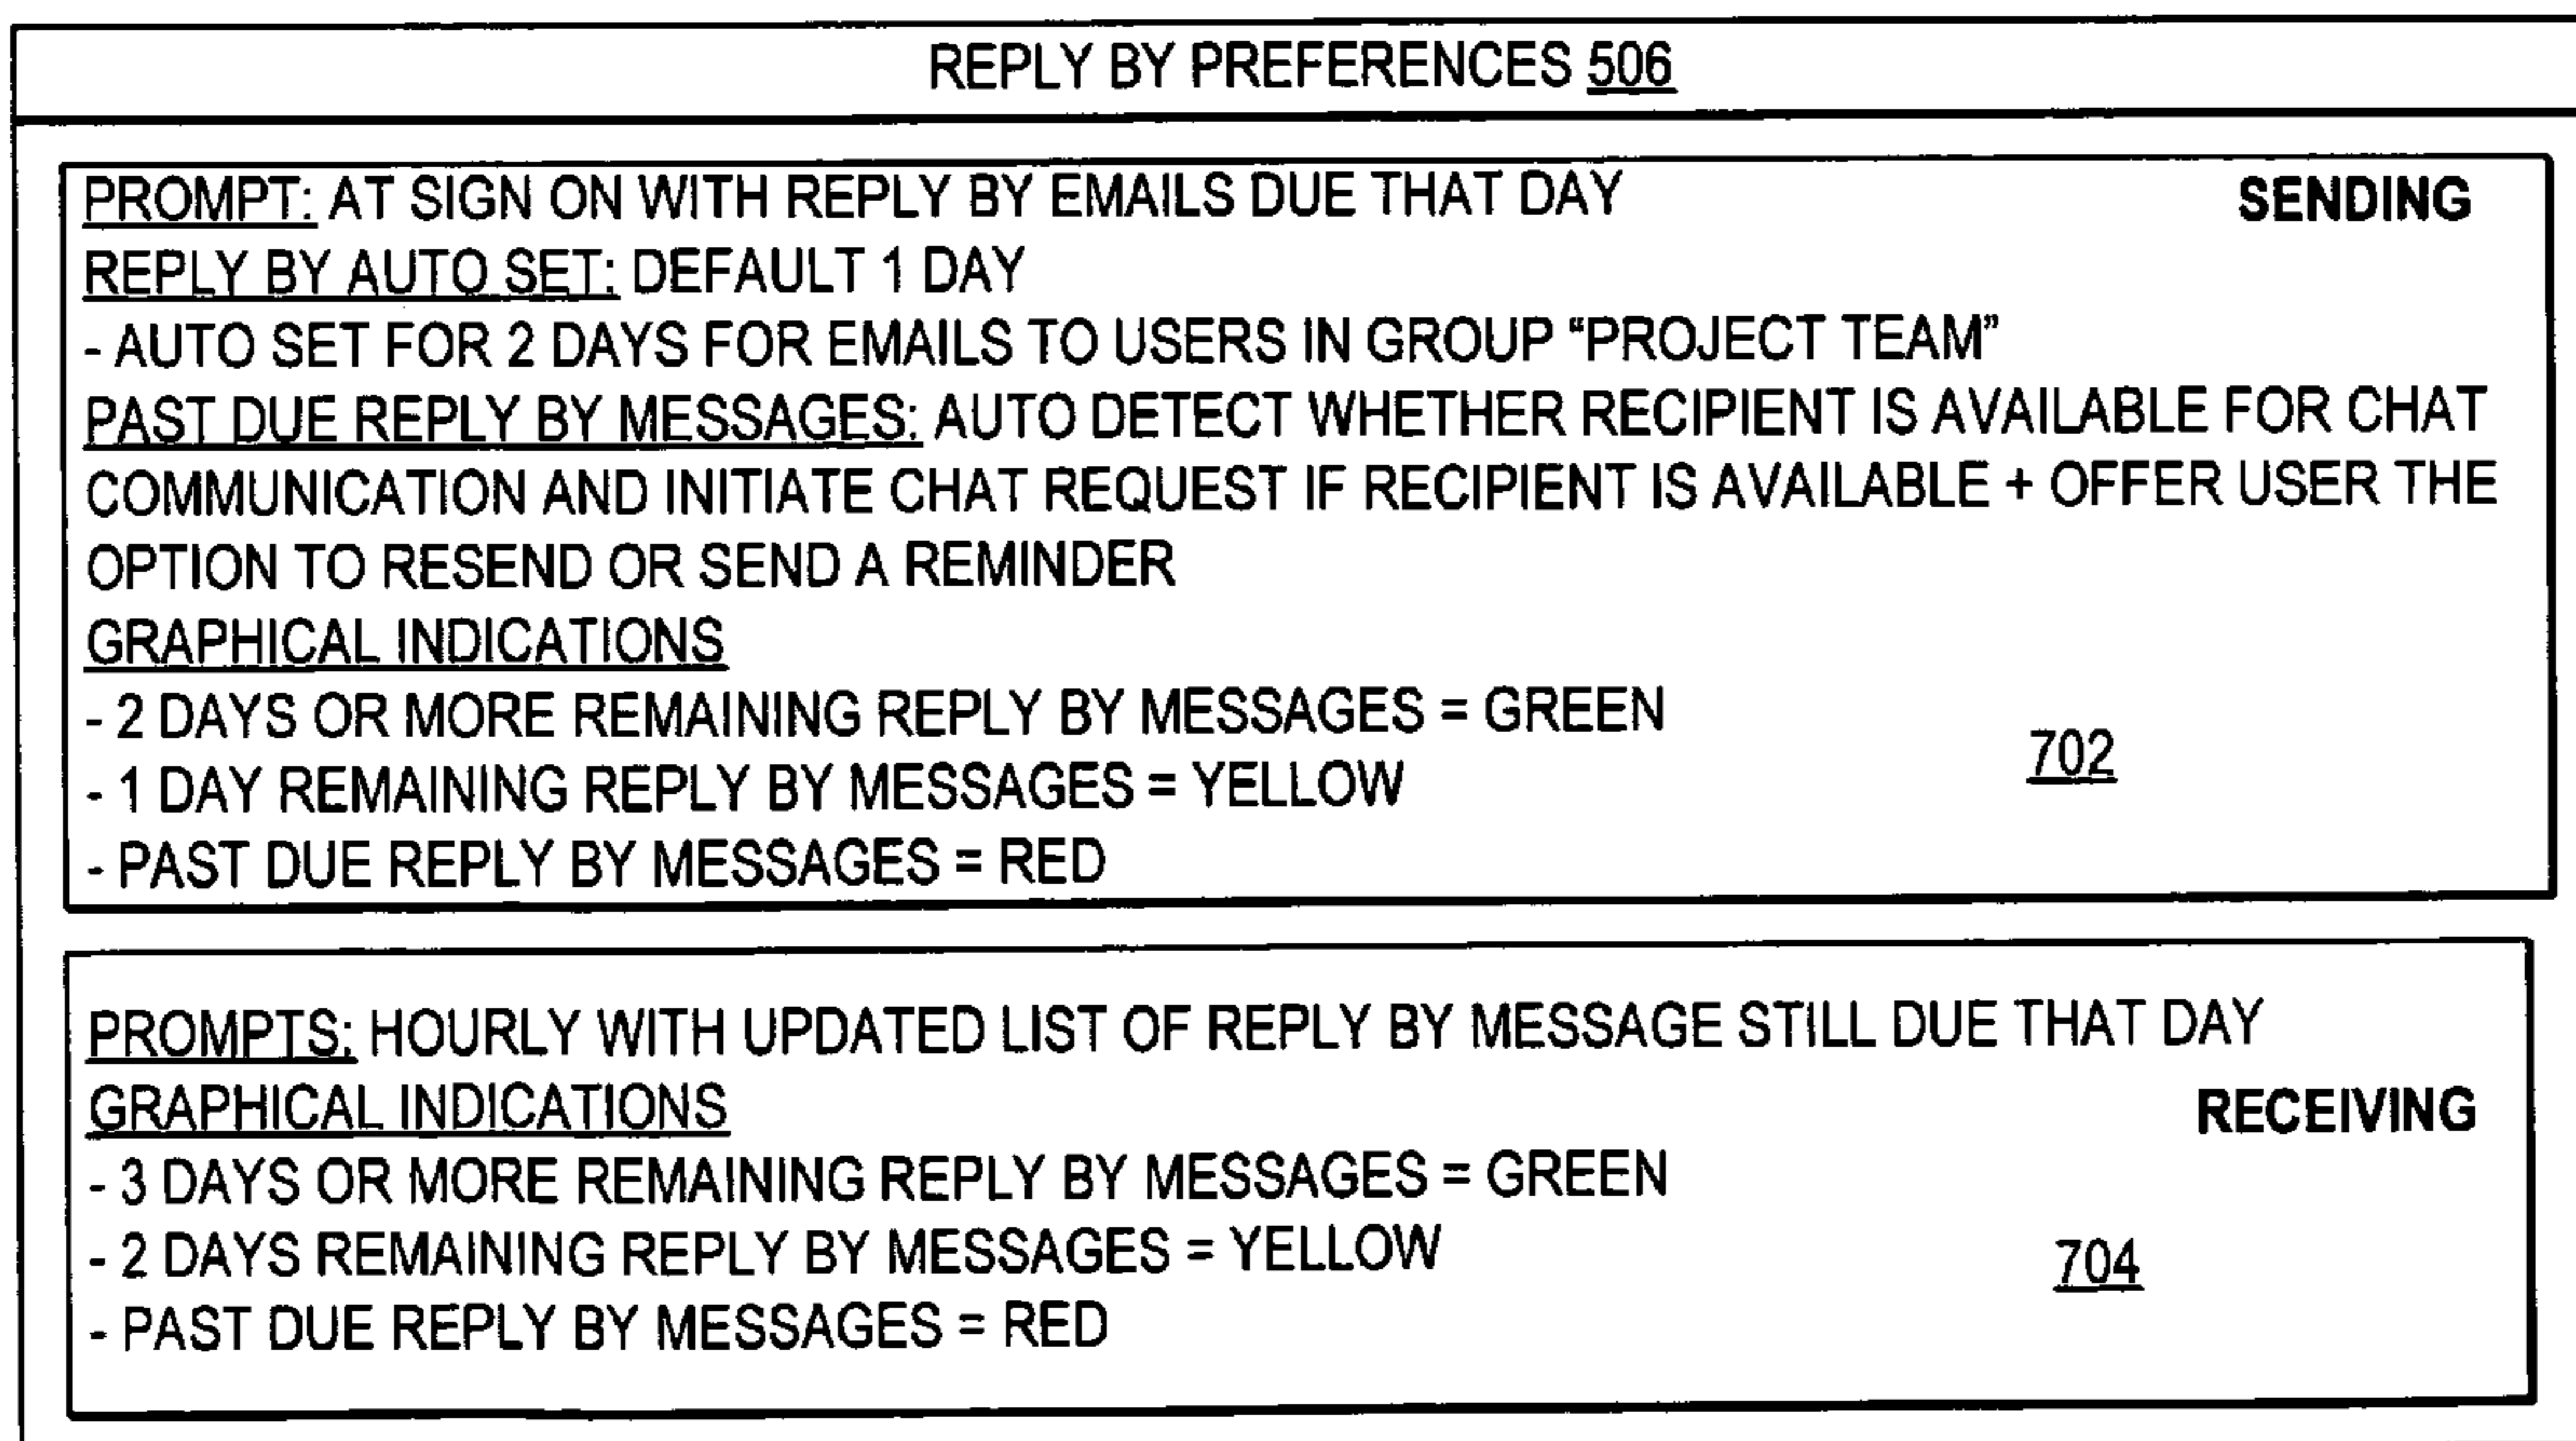 REPLY BY PREFERENCES 506
PROMPT: AT SIGN ON WITH REPLY BY EMAILS DUE THAT DAY SENDING
REPLY BY AUTO SET: DEFAULT 1 DAY
- AUTO SET FOR 2 DAYS FOR EMAILS TO USERS IN GROUP “PROJECT TEAM”
PAST DUE REPLY BY MESSAGES: AUTO DETECT WHETHER RECIPIENT IS AVAILABLE FOR CHAT
COMMUNICATION AND INITIATE CHAT REQUEST IF RECIPIENT IS AVAILABLE + OFFER USER THE
OPTION TO RESEND OR SEND A REMINDER
GRAPHICAL INDICATIONS
- 2 DAYS OR MORE REMAINING REPLY BY MESSAGES = GREEN
702
- 1 DAY REMAINING REPLY BY MESSAGES = YELLOW
- PAST DUE REPLY BY MESSAGES = RED
PROMPTS: HOURLY WITH UPDATED LIST OF REPLY BY MESSAGE STILL DUE THAT DAY
GRAPHICAL INDICATIONS RECEIVING
- 3 DAYS OR MORE REMAINING REPLY BY MESSAGES = GREEN
- 2 DAYS REMAINING REPLY BY MESSAGES = YELLOW 704
- PAST DUE REPLY BY MESSAGES = RED